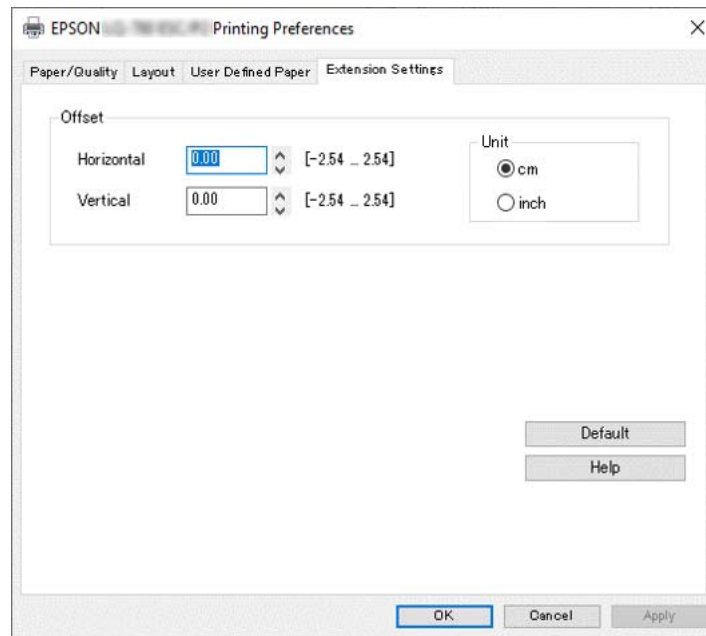 EPSON Printing Preferences
Paper/Quality Layout User Defined Paper Extension Settings
Offset
Horizontal 0.00 [-2.54 ... 2.54]
Vertical 0.00 [-2.54 ... 2.54]
Unit
cm
inch
Default
Help
OK Cancel Apply